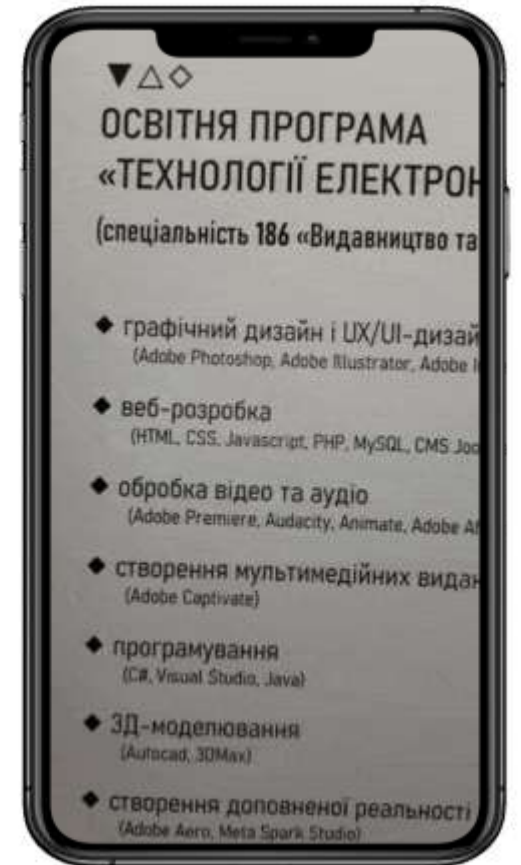 ОСВІТНЯ ПРОГРАМА
«ТЕХНОЛОГІЇ ЕЛЕКТРОН
(спеціальність 186 «Видавництво та
графічний дизайн і UX/UI-дизай
(Adobe Photoshop, Adobe Illustrator, Adobe I
веб-розробка
(HTML, CSS, Javascript, PHP, MySQL, CMS Joo
обробка відео та аудіо
(Adobe Premiere, Audacity, Animate, Adobe Af
створення мультимедійних видан
(Adobe Captivate)
програмування
(C#, Visual Studio, Java)
3Д-моделювання
(Autocad, 3DMax)
створення доповненої реальності
(Adobe Aero, Meta Spark Studio)